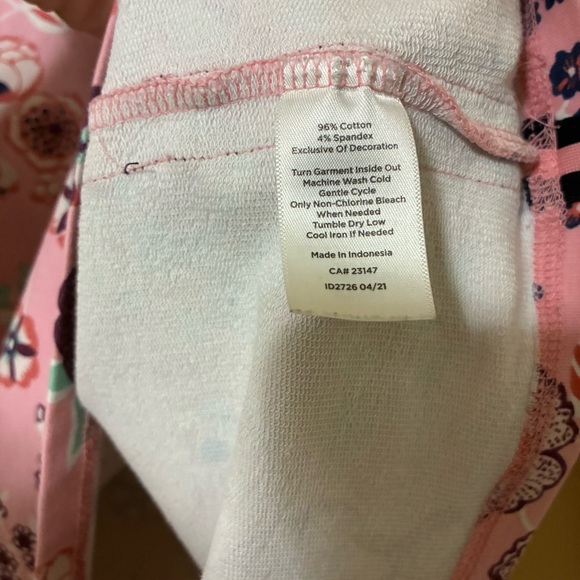 96% Cotton
4% Spandex
Exclusive Of Decoration
Turn Garment Inside Out
Machine Wash Cold
Gentle Cycle
Only Non-Chlorine Bleach
When Needed
Tumble Dry Low
Cool Iron If Needed
Made in Indonesia
CA# 23147
ID2726 04/21